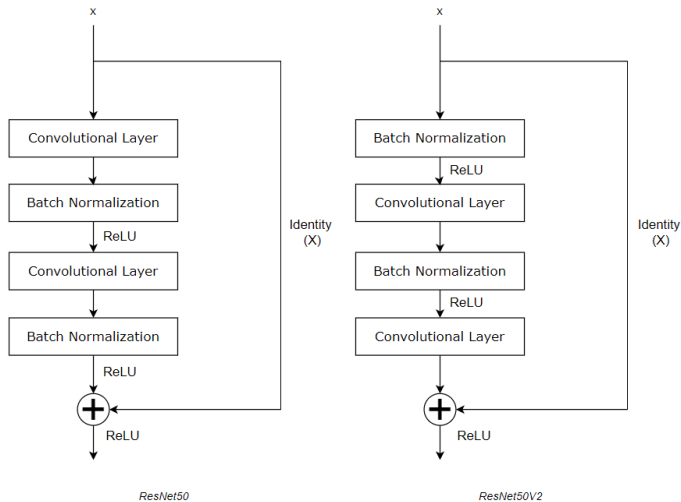 x
Convolutional Layer
Batch Normalization
ReLU
Convolutional Layer
Batch Normalization
ReLU
ReLU
Identity
(X)
ResNet50
x
Batch Normalization
ReLU
Convolutional Layer
Batch Normalization
ReLU
Convolutional Layer
ReLU
Identity
(X)
ResNet50V2